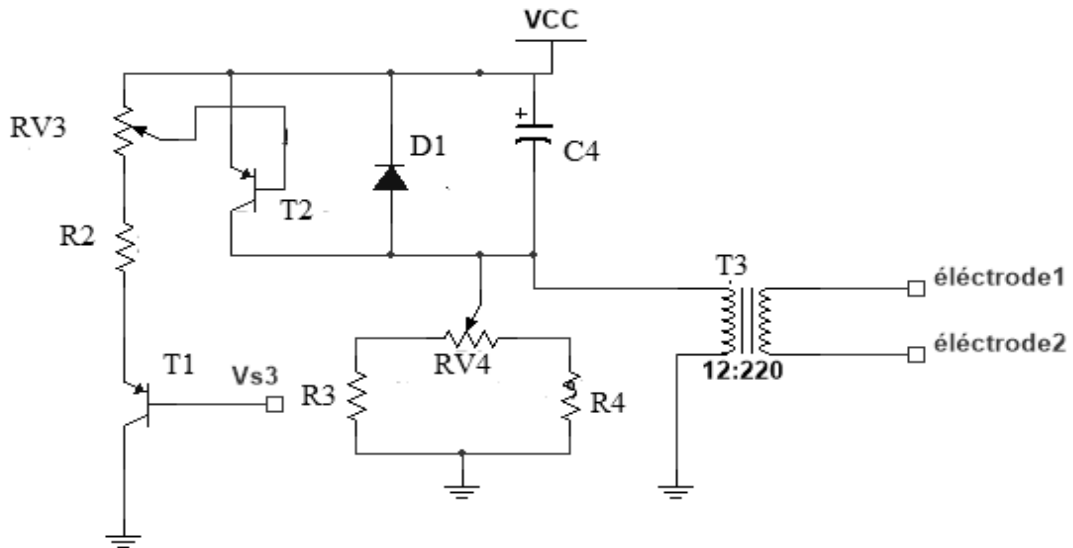 VCC
RV3
D1
+
C4
T2
R2
T3
éléctrode1
T1
RV4
éléctrode2
Vs3
12:220
R3
R4